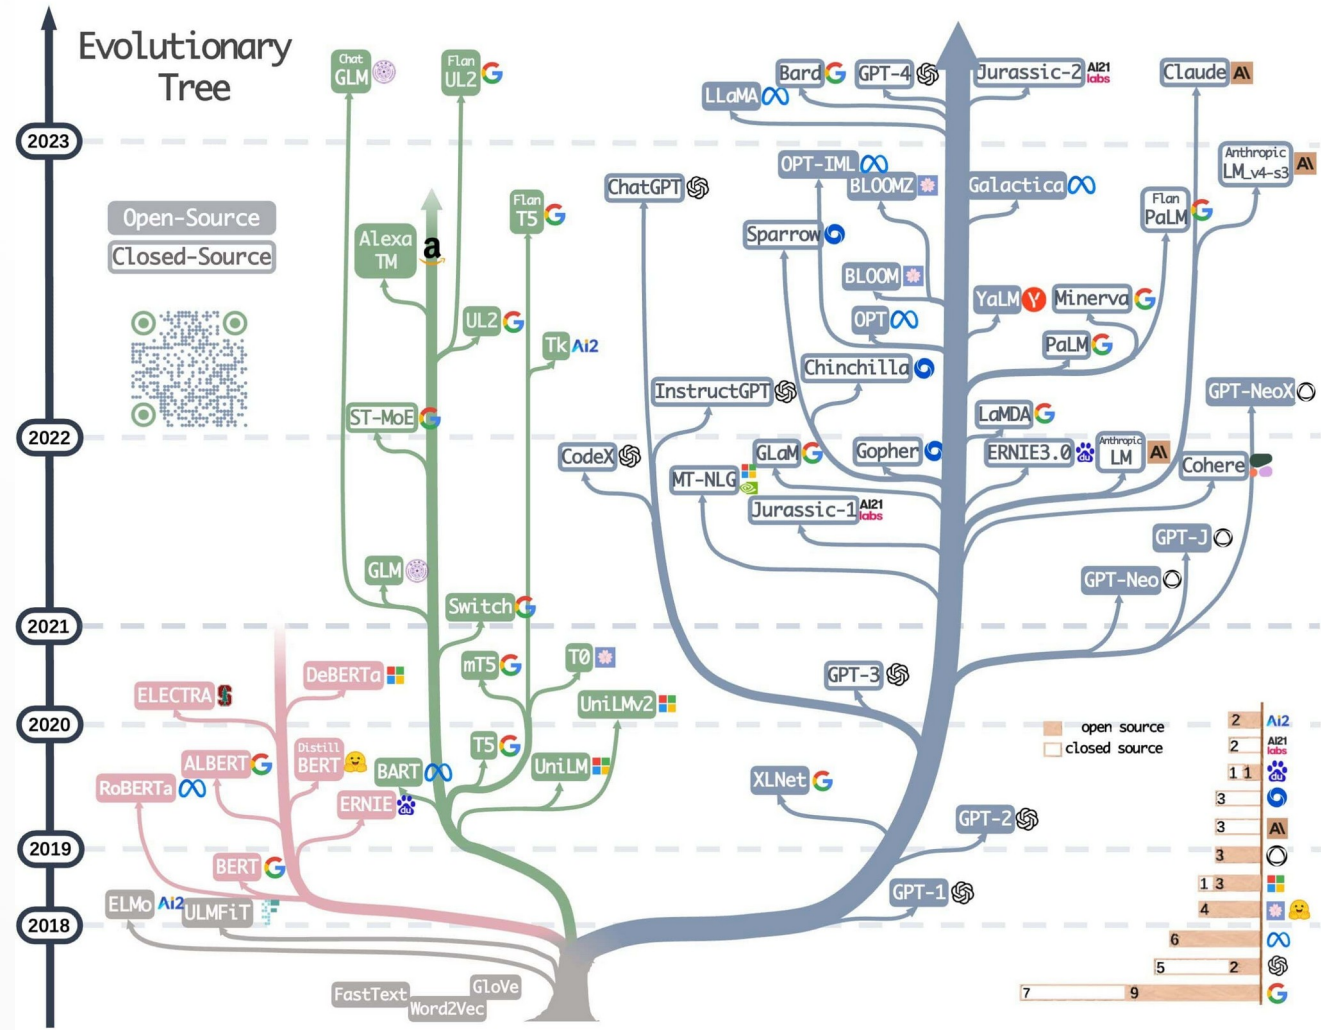 Evolutionary
Tree
2023
2022
2021
2020
2019
2018
Open-Source
Closed-Source
Chat
GLM
Flan
UL2
G
Bard
G
GPT-4
Jurassic-2
AI21
labs
Claude
A\
LLaMA
OPT-IML
BLOOMZ
Galactica
Anthropic
LM_v4-s3
A\
ChatGPT
Flan
PaLM
G
Flan
T5
G
Alexa
TM
a
Sparrow
BLOOM
YaLM
Y
Minerva
G
UL2
G
OPT
Tk
Ai2
PaLM
G
Chinchilla
InstructGPT
GPT-NeoX
ST-MoE
G
LaMDA
G
CodeX
GLaM
G
Gopher
ERNIE3.0
du
Anthropic
LM
A\
Cohere
MT-NLG
Jurassic-1
AI21
labs
GPT-J
GLM
GPT-Neo
Switch
G
mT5
G
T0
DeBERTa
ELECTRA
S
UniLMv2
GPT-3
T5
G
UniLM
Distill
BERT
ALBERT
G
BART
RoBERTa
ERNIE
du
XLNet
G
GPT-2
BERT
G
GPT-1
ELMo
Ai2
ULMFiT
FastText
Word2Vec
GloVe
open source
closed source
2 Ai2
2 AI21 labs
1 1 du
3
3 A\
3
1 3
4
6
5 2
7 9 G